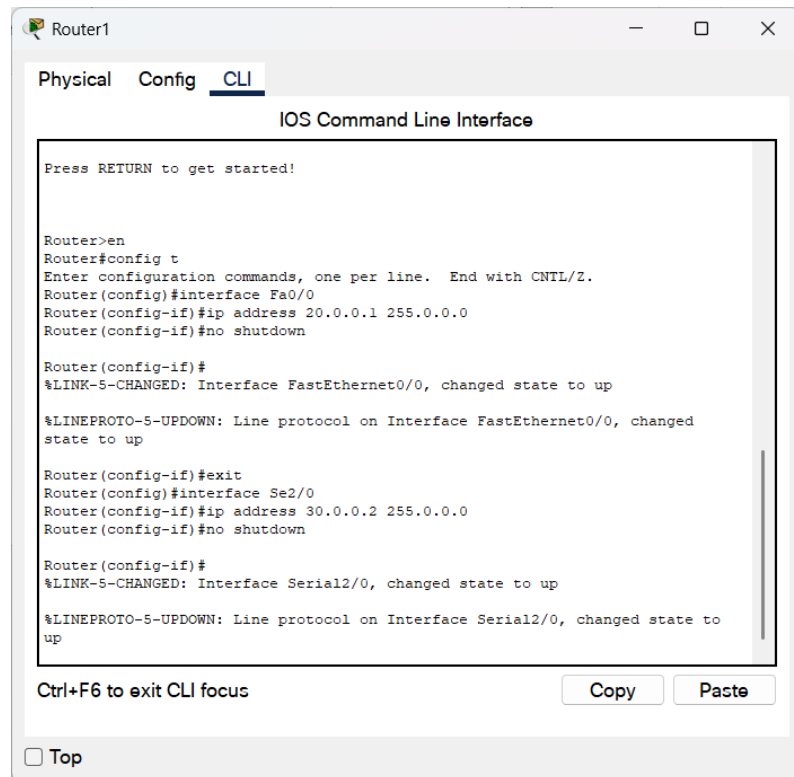 Router1
Physical Config CLI
IOS Command Line Interface
Press RETURN to get started!
Router>en
Router#config t
Enter configuration commands, one per line.  End with CNTL/Z.
Router(config)#interface Fa0/0
Router(config-if)#ip address 20.0.0.1 255.0.0.0
Router(config-if)#no shutdown
Router(config-if)#
%LINK-5-CHANGED: Interface FastEthernet0/0, changed state to up
%LINEPROTO-5-UPDOWN: Line protocol on Interface FastEthernet0/0, changed
state to up
Router(config-if)#exit
Router(config)#interface Se2/0
Router(config-if)#ip address 30.0.0.2 255.0.0.0
Router(config-if)#no shutdown
Router(config-if)#
%LINK-5-CHANGED: Interface Serial2/0, changed state to up
%LINEPROTO-5-UPDOWN: Line protocol on Interface Serial2/0, changed state to
up
Ctrl+F6 to exit CLI focus
Copy Paste
Top